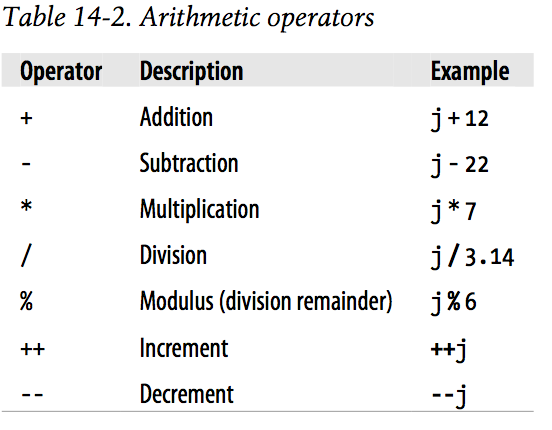 Table 14-2. Arithmetic operators
Operator Description Example
+ Addition j + 12
- Subtraction j - 22
* Multiplication j * 7
/ Division j / 3.14
% Modulus (division remainder) j % 6
++ Increment ++j
-- Decrement --j